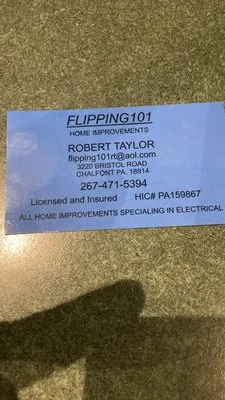 FLIPPING101
HOME IMPROVEMENTS
ROBERT TAYLOR
flipping101rt@aol.com
3220 BRISTOL ROAD
CHALFONT PA. 18914
267-471-5394
Licensed and Insured HIC# PA159867
ALL HOME IMPROVEMENTS SPECIALING IN ELECTRICAL